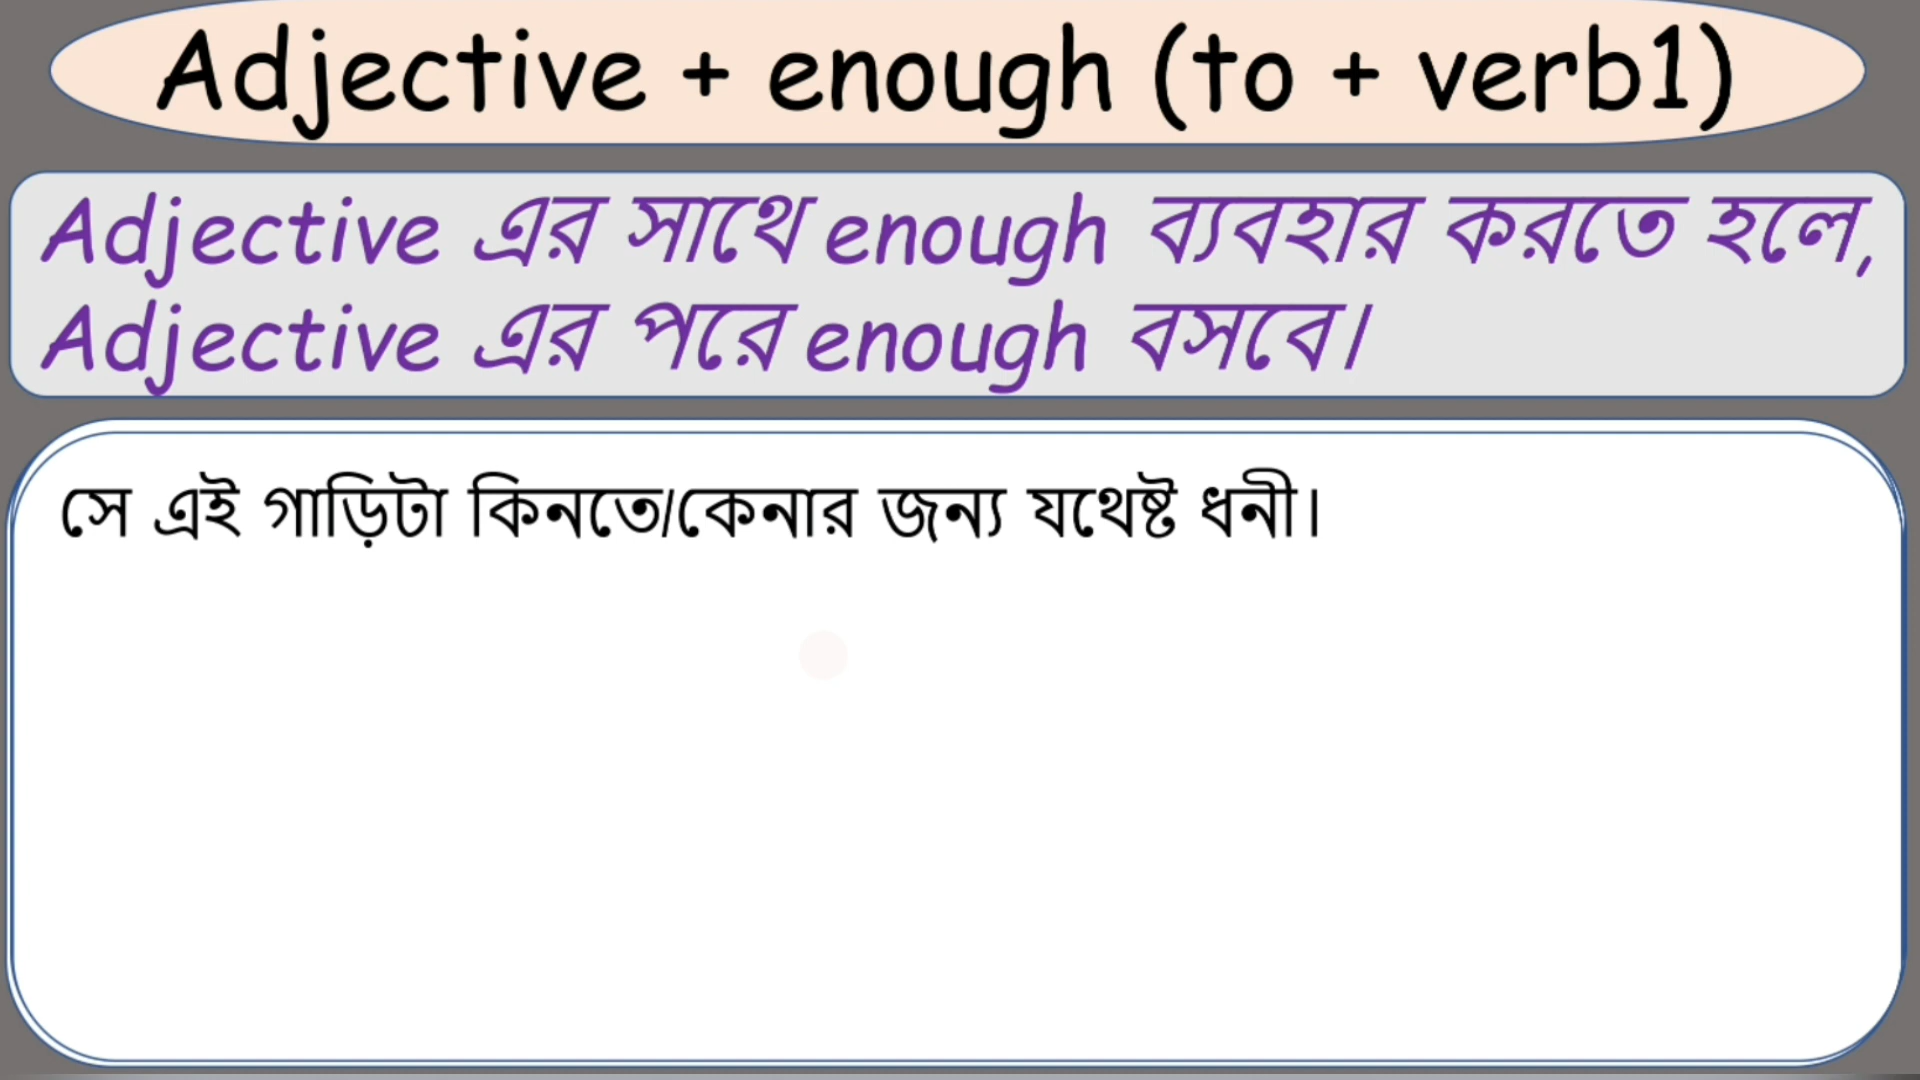 Adjective + enough (to + verb1)
Adjective এর সাথে enough ব্যবহার করতে হলে,
Adjective এর পরে enough বসবে।
সে এই গাড়িটা কিনতে/কেনার জন্য যথেষ্ট ধনী।